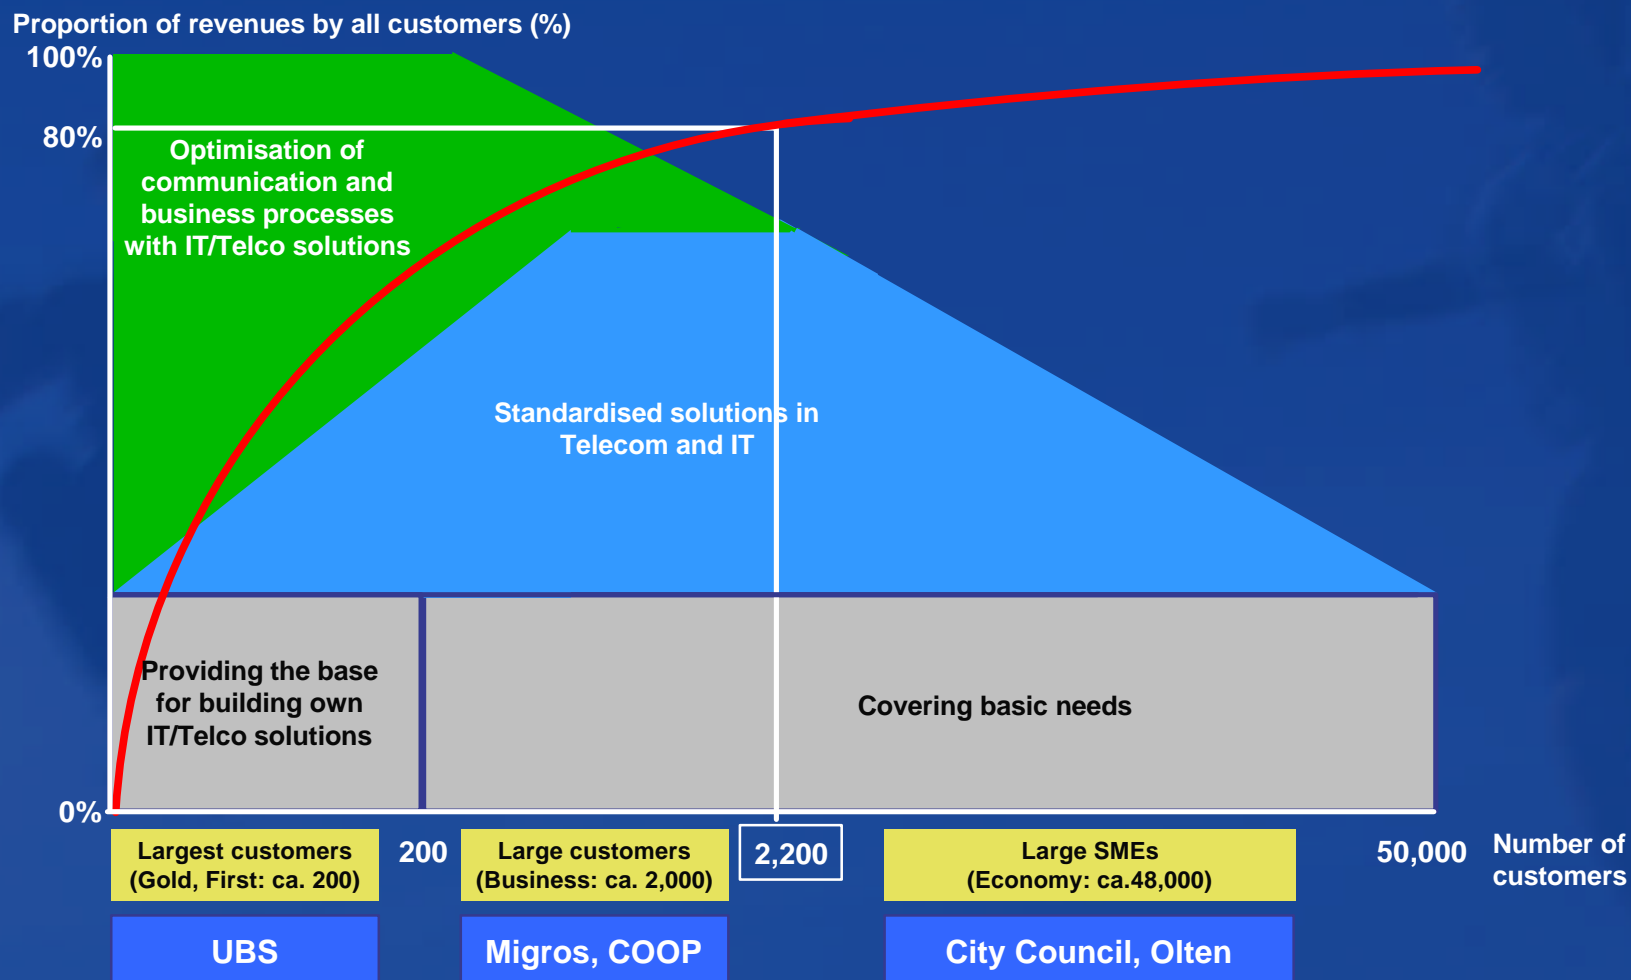 Proportion of revenues by all customers (%)
100%
80%
Optimisation of
communication and
business processes
with IT/Telco solutions
Standardised solutions in
Telecom and IT
Providing the base
for building own
IT/Telco solutions
Covering basic needs
0%
Largest customers
(Gold, First: ca. 200)
200
Large customers
(Business: ca. 2,000)
2,200
Large SMEs
(Economy: ca.48,000)
50,000
Number of
customers
UBS
Migros, COOP
City Council, Olten